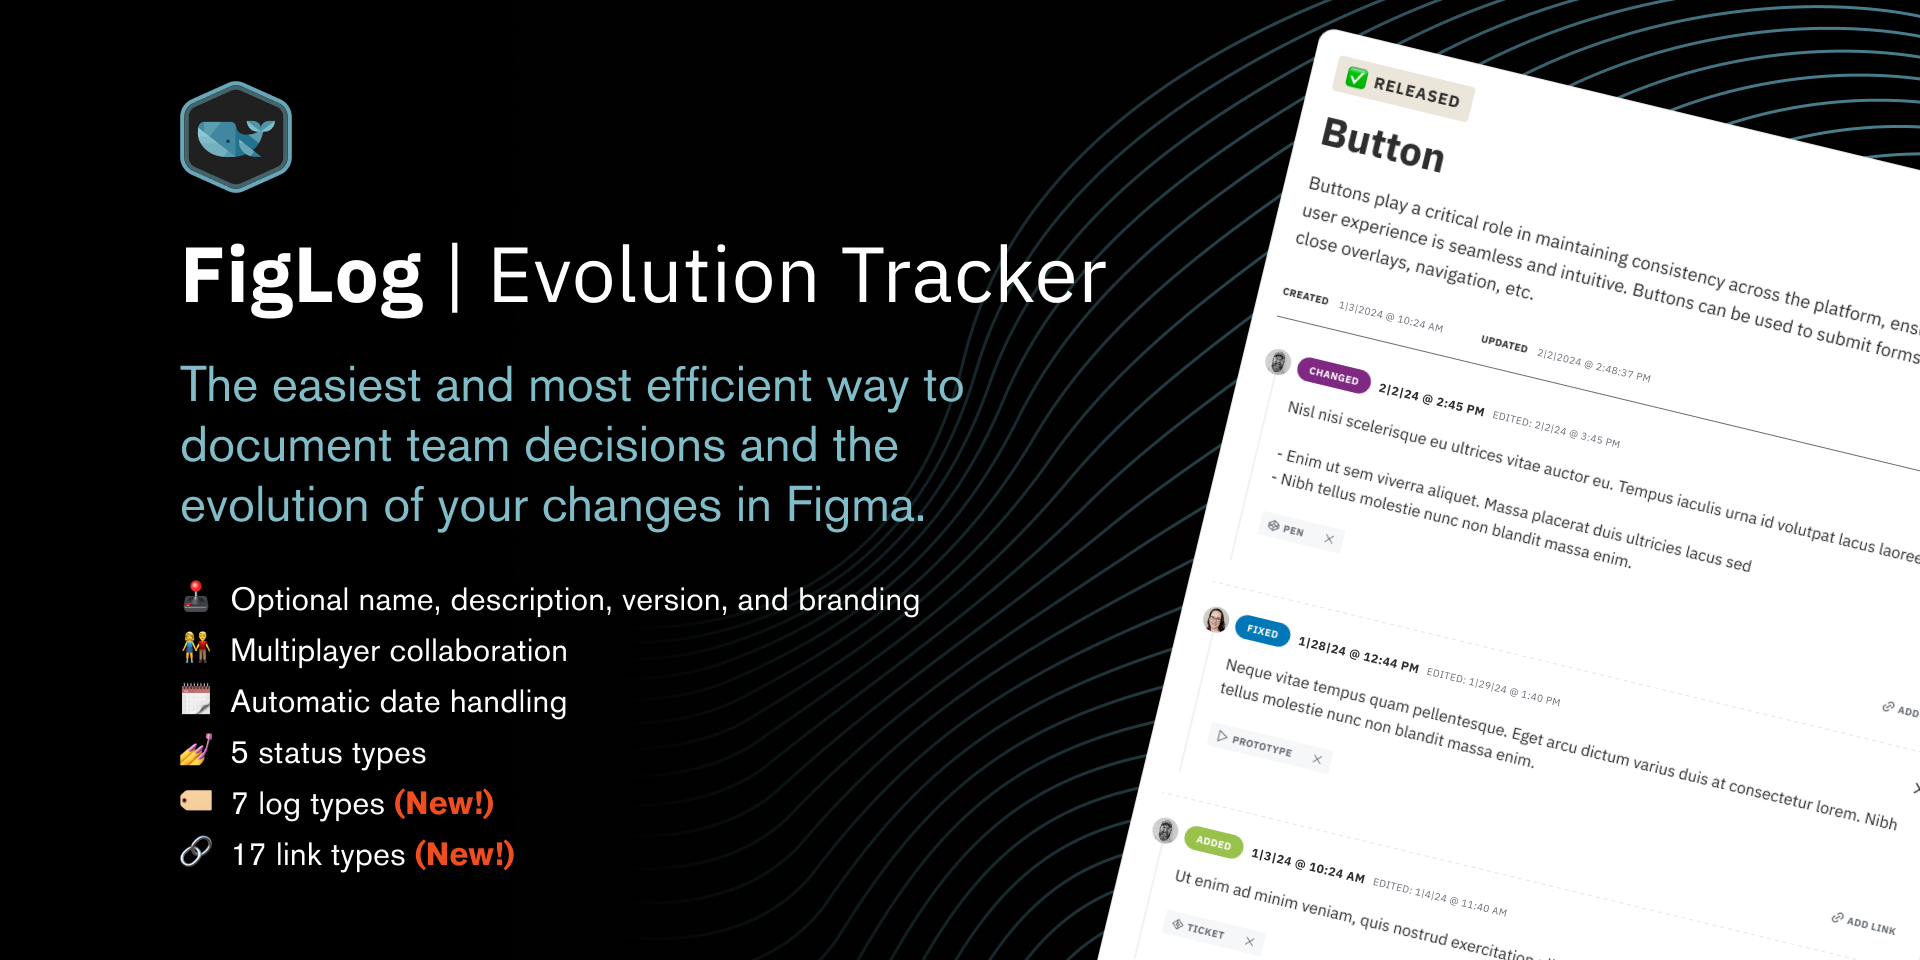 FigLog | Evolution Tracker
The easiest and most efficient way to
document team decisions and the
evolution of your changes in Figma.
Optional name, description, version, and branding
Multiplayer collaboration
Automatic date handling
5 status types
7 log types (New!)
17 link types (New!)
✅ RELEASED
Button
Buttons play a critical role in maintaining consistency across the platform,
user experience is seamless and intuitive. Buttons can be used to submit forms
close overlays, navigation, etc.
CREATED 1|3|2024 @ 10:24 AM UPDATED 2|2|2024 @ 2:48:37 PM
CHANGED 2|2|24 @ 2:45 PM EDITED: 2|2|24 @ 3:45 PM
Nisl nisi scelerisque eu ultrices vitae auctor eu. Tempus iaculis urna id volutpat lacus
- Enim ut sem viverra aliquet. Massa placerat duis ultricies lacus sed
- Nibh tellus molestie nunc non blandit massa enim.
PEN
FIXED 1|28|24 @ 12:44 PM EDITED: 1|29|24 @ 1:40 PM
ADD
Neque vitae tempus quam pellentesque. Eget arcu dictum varius duis at consectetur lorem. Nibh
tellus molestie nunc non blandit massa enim.
PROTOTYPE
ADDED 1|3|24 @ 10:24 AM EDITED: 1|4|24 @ 11:40 AM
ADD LINK
Ut enim ad minim veniam, quis nostrud exercitation
TICKET